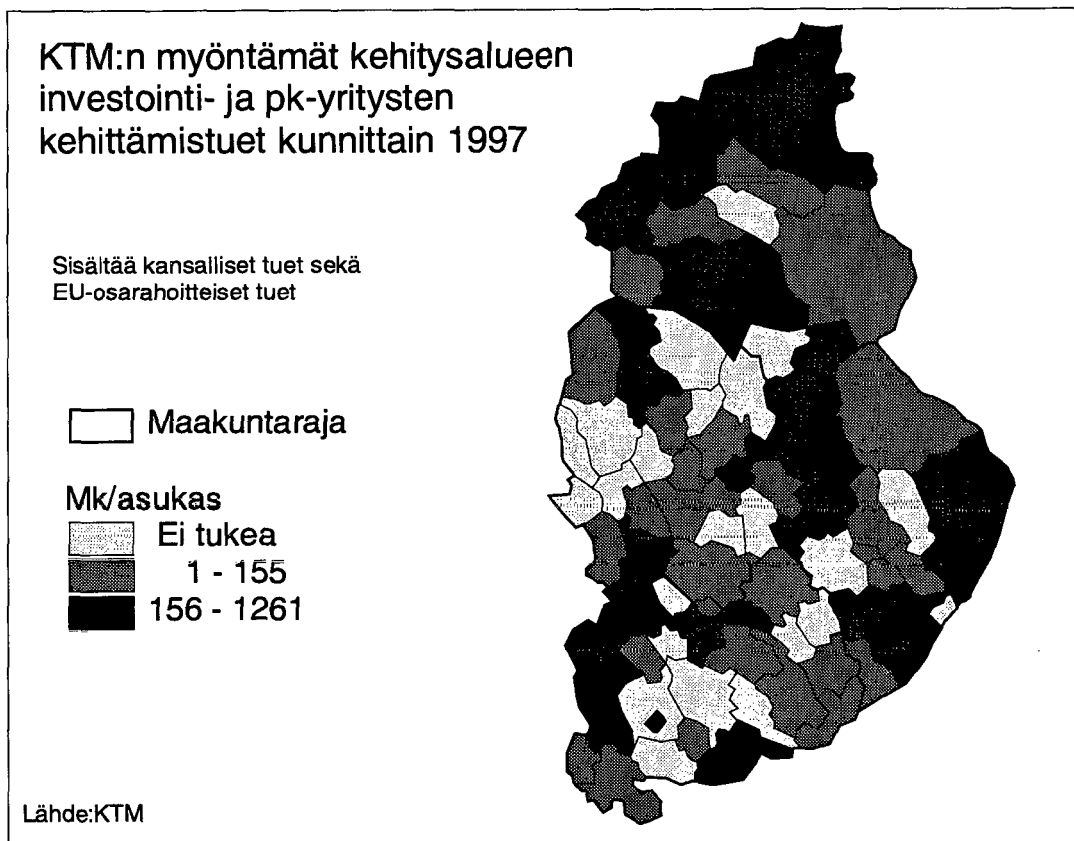 KTM:n myöntämät kehitysalueen
investointi- ja pk-yritysten
kehittämistuet kunnittain 1997
Sisältää kansalliset tuet sekä
EU-osarahoitteiset tuet
Maakuntaraja
Mk/asukas
Ei tukea
1 - 155
156 - 1261
Lähde:KTM